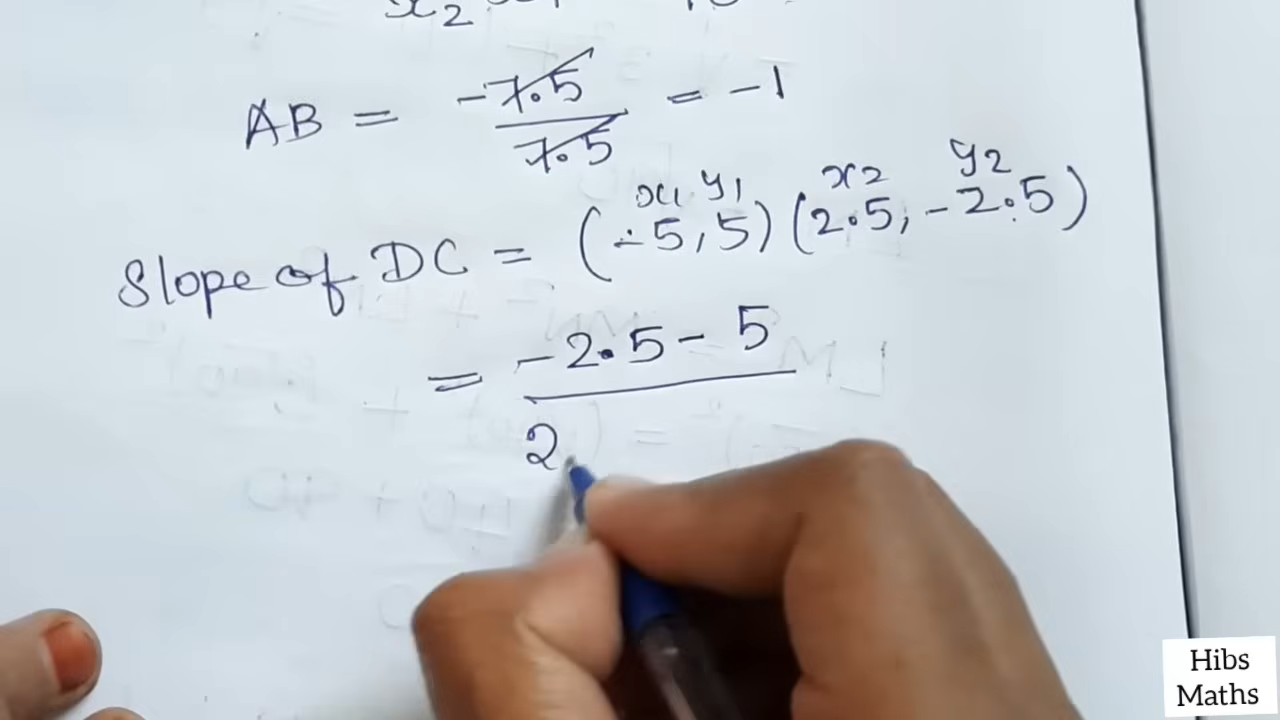 x₂
AB = -7.5/7.5 = -1
x₁ y₁ x₂ y₂
Slope of DC = (-5, 5) (2.5, -2.5)
= -2.5 - 5
2
Hibs
Maths